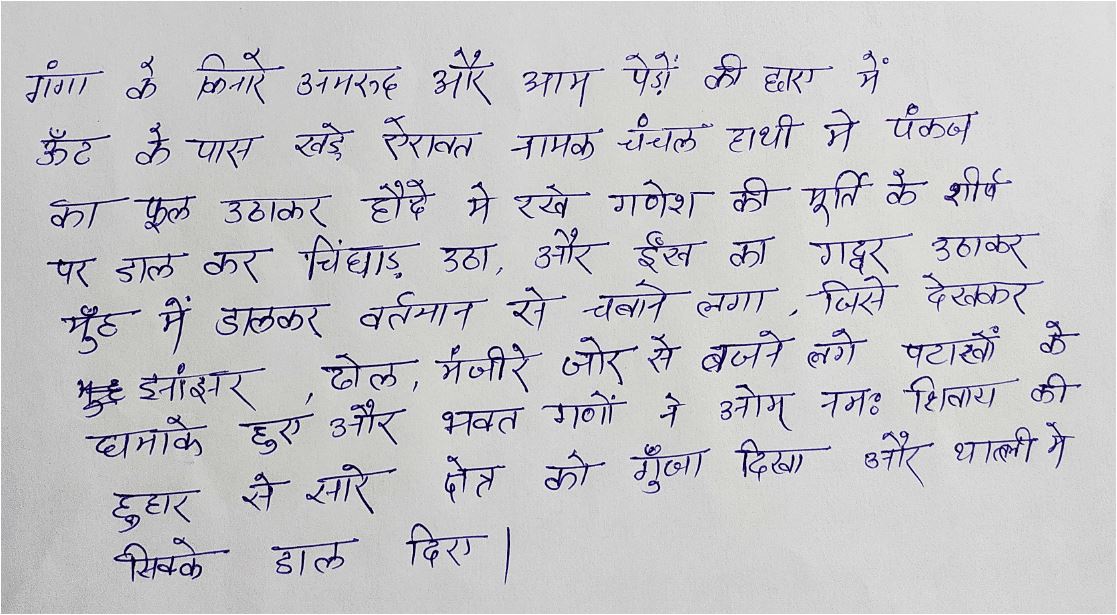 गंगा के किनारे अमरुद और आम पेड़ों की छाए में
ऊँट के पास खड़े ऐरावत नामक चंचल हाथी ने पंकज
का फूल उठाकर हौदे मे रखे गणेश की मूर्ति के शीर्ष
पर डाल कर चिंघाड़ उठा, और ईख का गट्ठर उठाकर
मुँह में डालकर वर्तमान से चबाने लगा, जिसे देखकर
झांझर, ढोल, मंजीरे जोर से बजने लगे पटाखों के
धमाके हुए और भक्त गणों ने ओम् नमः शिवाय की
हुहार से सारे क्षेत्र को गुँजा दिखा और थाली मे
सिक्के डाल दिए|